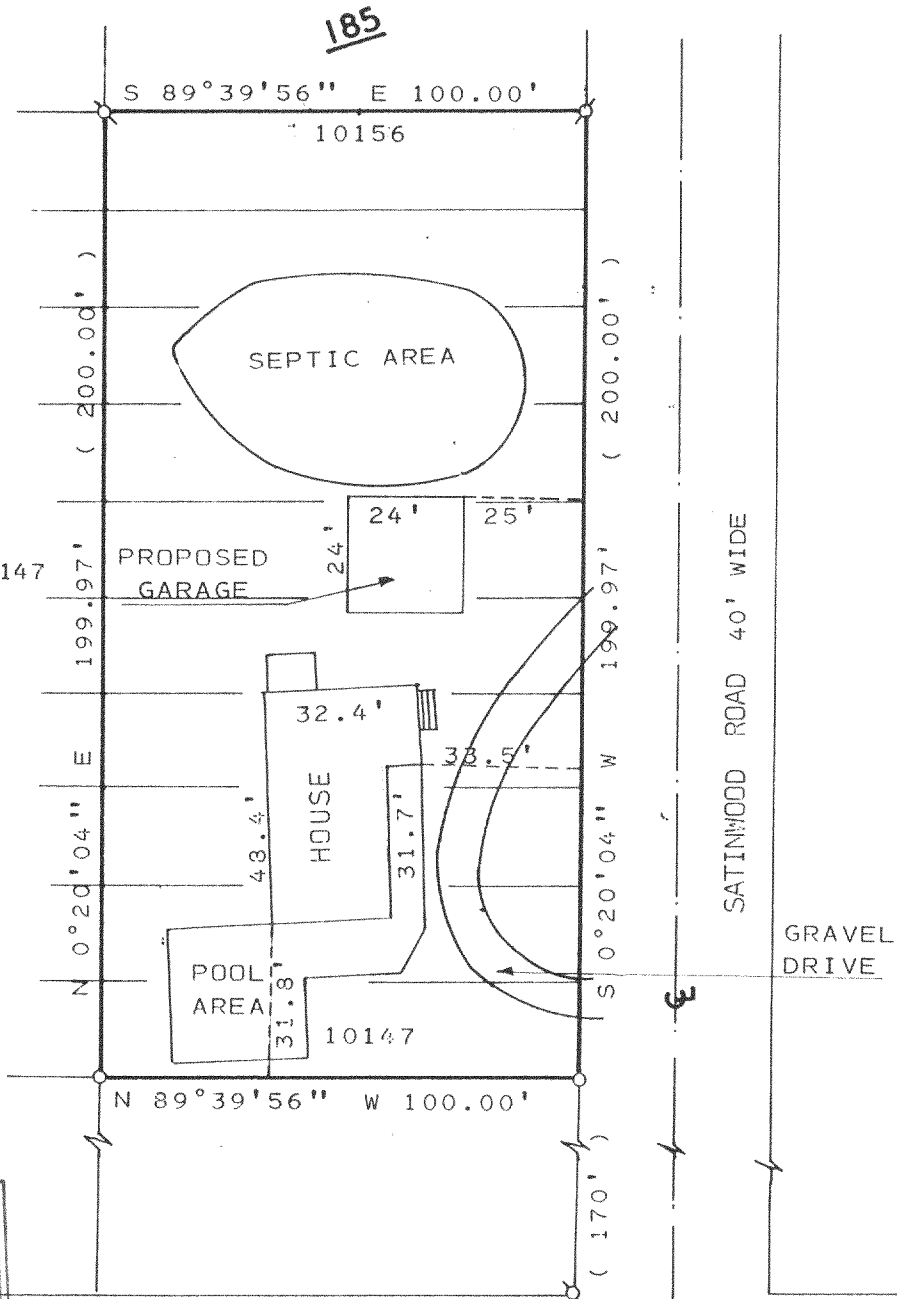 185
S 89°39'56" E 100.00'
10156
( 200.00' )
( 200.00' )
SEPTIC AREA
24'
25'
24'
PROPOSED
GARAGE
147
199.97'
199.97'
SATINWOOD ROAD 40' WIDE
32.4'
33.5'
HOUSE
43.4'
31.7'
N 0°20'04" E
S 0°20'04" W
GRAVEL
DRIVE
POOL
AREA
31.8'
10147
N 89°39'56" W 100.00'
( 170' )